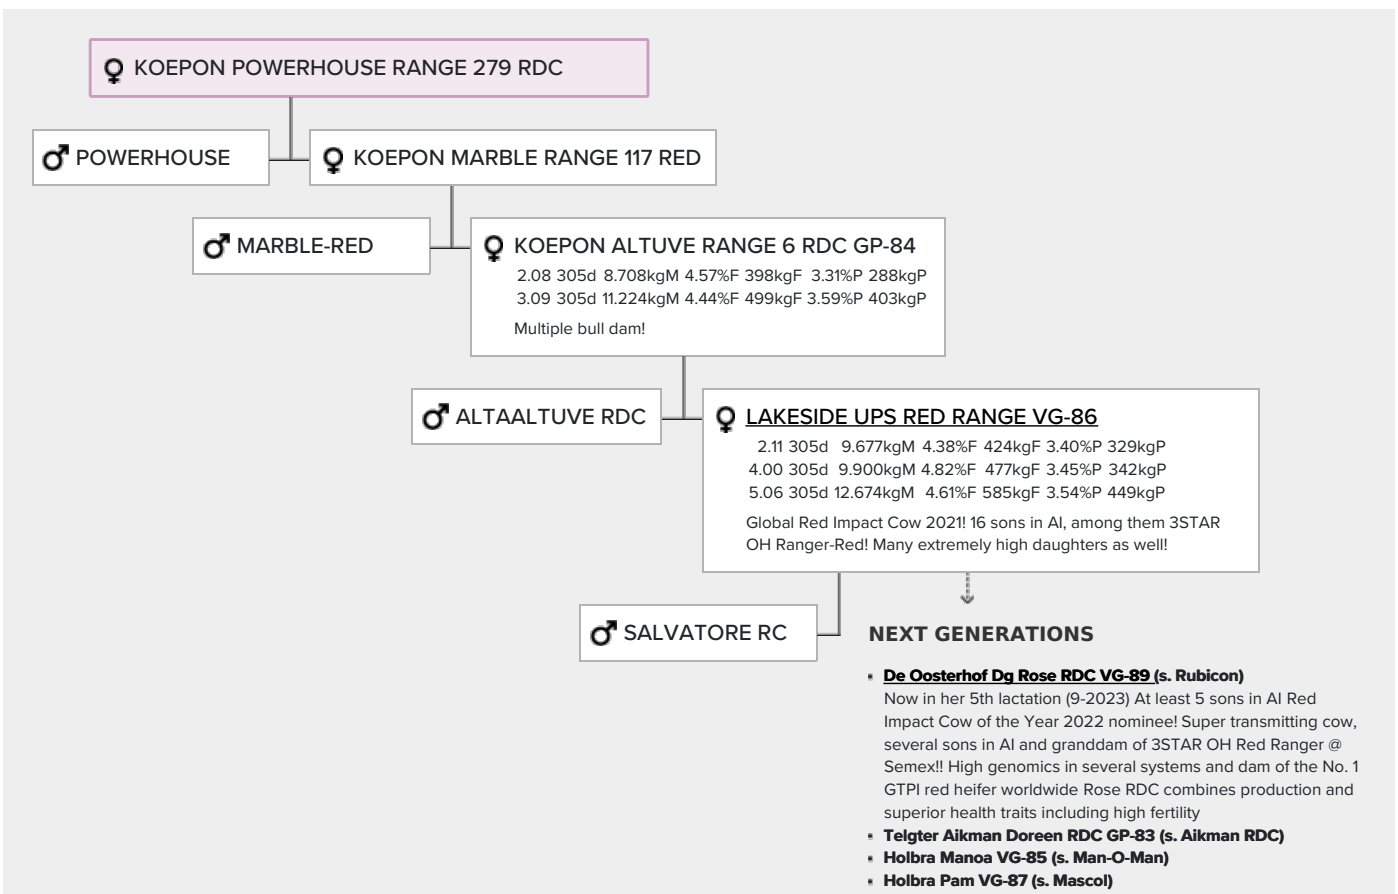 KOEPON POWERHOUSE RANGE 279 RDC
POWERHOUSE
KOEPON MARBLE RANGE 117 RED
MARBLE-RED
KOEPON ALTUVE RANGE 6 RDC GP-84
2.08 305d 8.708kgM 4.57%F 398kgF 3.31%P 288kgP
3.09 305d 11.224kgM 4.44%F 499kgF 3.59%P 403kgP
Multiple bull dam!
ALTAALTUVE RDC
LAKESIDE UPS RED RANGE VG-86
2.11 305d 9.677kgM 4.38%F 424kgF 3.40%P 329kgP
4.00 305d 9.900kgM 4.82%F 477kgF 3.45%P 342kgP
5.06 305d 12.674kgM 4.61%F 585kgF 3.54%P 449kgP
Global Red Impact Cow 2021! 16 sons in AI, among them 3STAR
OH Ranger-Red! Many extremely high daughters as well!
SALVATORE RC
NEXT GENERATIONS
De Oosterhof Dg Rose RDC VG-89 (s. Rubicon)
Now in her 5th lactation (9-2023) At least 5 sons in AI Red
Impact Cow of the Year 2022 nominee! Super transmitting cow,
several sons in AI and granddam of 3STAR OH Red Ranger @
Semex!! High genomics in several systems and dam of the No. 1
GTPI red heifer worldwide Rose RDC combines production and
superior health traits including high fertility
Telgter Aikman Doreen RDC GP-83 (s. Aikman RDC)
Holbra Manoa VG-85 (s. Man-O-Man)
Holbra Pam VG-87 (s. Mascol)